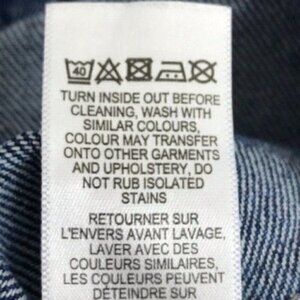 40
TURN INSIDE OUT BEFORE
CLEANING, WASH WITH
SIMILAR COLOURS,
COLOUR MAY TRANSFER
ONTO OTHER GARMENTS
AND UPHOLSTERY, DO
NOT RUB ISOLATED
STAINS
RETOURNER SUR
L'ENVERS AVANT LAVAGE,
LAVER AVEC DES
COULEURS SIMILAIRES,
LES COULEURS PEUVENT
DÉTEINDRE SUR